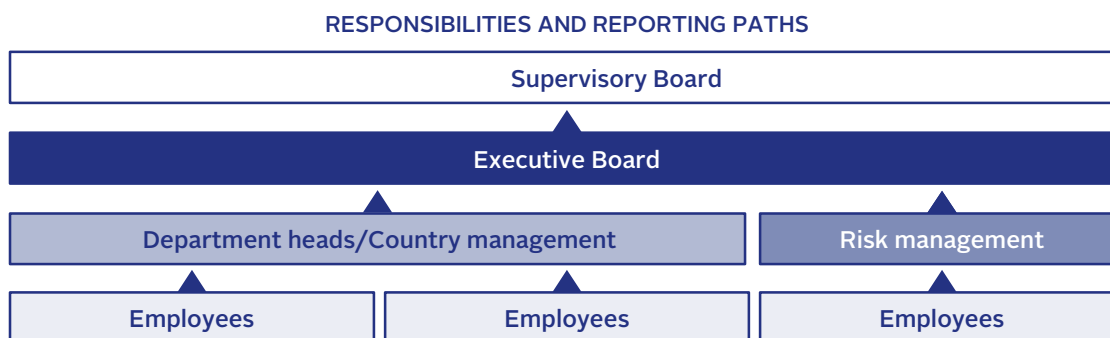 RESPONSIBILITIES AND REPORTING PATHS
Supervisory Board
Executive Board
Department heads/Country management
Risk management
Employees
Employees
Employees